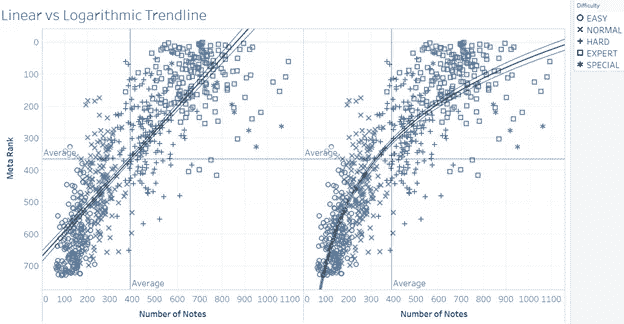 Linear vs Logarithmic Trendline
Difficulty
EASY
NORMAL
HARD
EXPERT
SPECIAL
Meta Rank
0
100
200
300
400
500
600
700
Average
Average
Average
Average
0 100 200 300 400 500 600 700 800 900 1000 1100
0 100 200 300 400 500 600 700 800 900 1000 1100
Number of Notes
Number of Notes